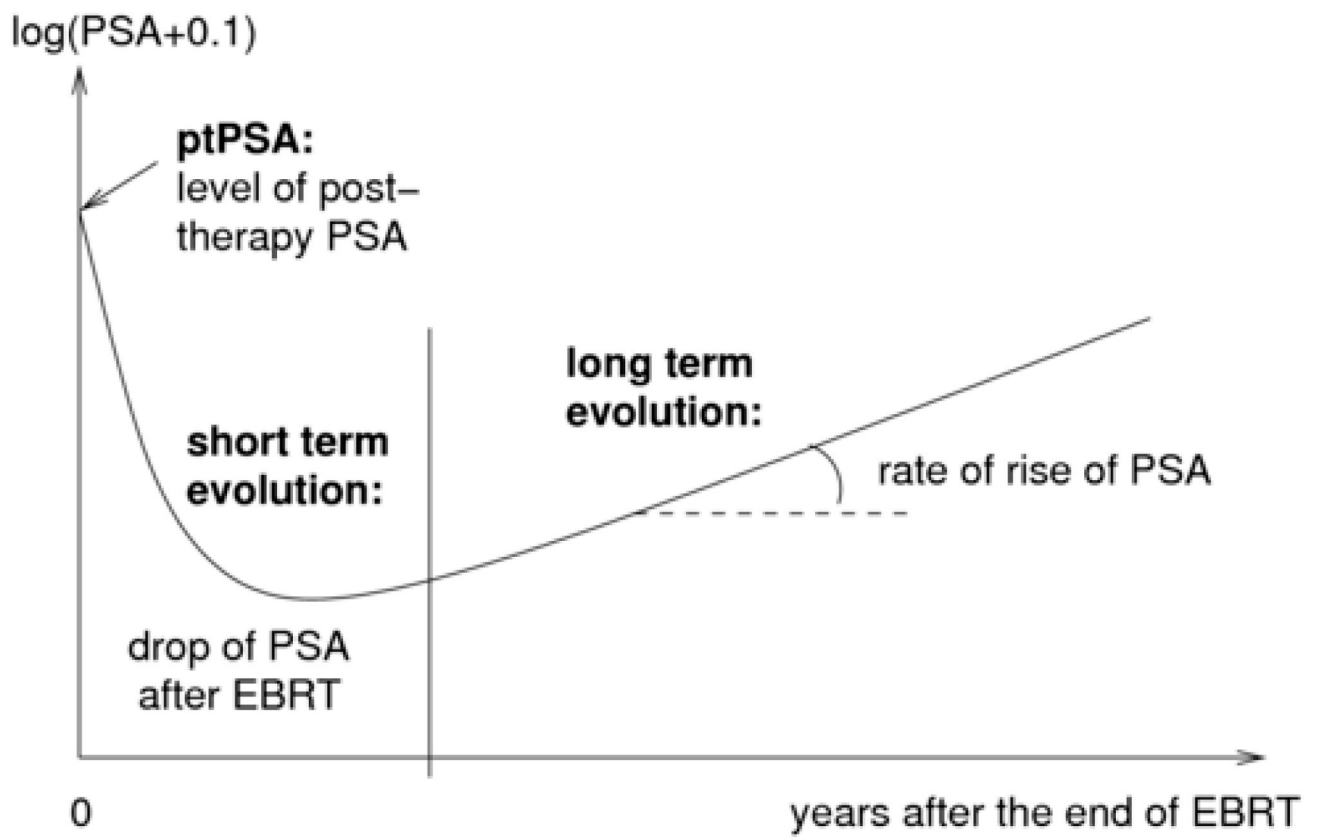 log(PSA+0.1)
ptPSA:
level of post–
therapy PSA
long term
evolution:
short term
evolution:
rate of rise of PSA
drop of PSA
after EBRT
0
years after the end of EBRT